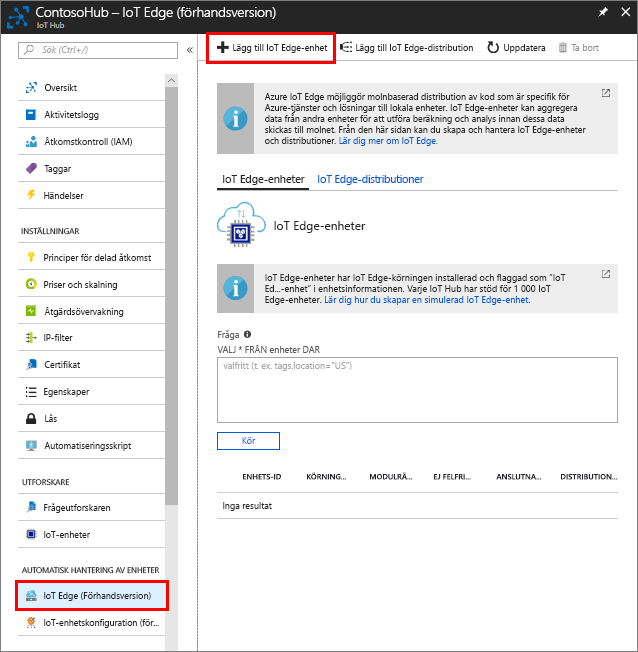 ContosoHub – IoT Edge (förhandsversion)
IoT Hub
Sök (Ctrl+/)
Översikt
Aktivitetslogg
Åtkomstkontroll (IAM)
Taggar
Händelser
INSTÄLLNINGAR
Principer för delad åtkomst
Priser och skalning
Åtgärdsövervakning
IP-filter
Certifikat
Egenskaper
Lås
Automatiseringsskript
UTFORSKARE
Frågeutforskaren
IoT-enheter
AUTOMATISK HANTERING AV ENHETER
IoT Edge (Förhandsversion)
IoT-enhetskonfiguration (för...
Lägg till IoT Edge-enhet
Lägg till IoT Edge-distribution
Uppdatera
Ta bort
Azure IoT Edge möjliggör molnbaserad distribution av kod som är specifik för
Azure-tjänster och lösningar till lokala enheter. IoT Edge-enheter kan aggregera
data från andra enheter för att utföra beräkning och analys innan dessa data
skickas till molnet. Från den här sidan kan du skapa och hantera IoT Edge-enheter
och distributioner. Lär dig mer om IoT Edge.
IoT Edge-enheter
IoT Edge-distributioner
IoT Edge-enheter
IoT Edge-enheter har IoT Edge-körningen installerad och flaggad som "IoT
Ed...-enhet" i enhetsinformationen. Varje IoT Hub har stöd för 1 000 IoT
Edge-enheter. Lär dig hur du skapar en simulerad IoT Edge-enhet.
Fråga
VALJ * FRÅN enheter DAR
valfritt (t. ex. tags.location="US")
Kör
ENHETS-ID KÖRNING... MODULRÄ... EJ FELFRI... ANSLUTNA... DISTRIBUTION...
Inga resultat